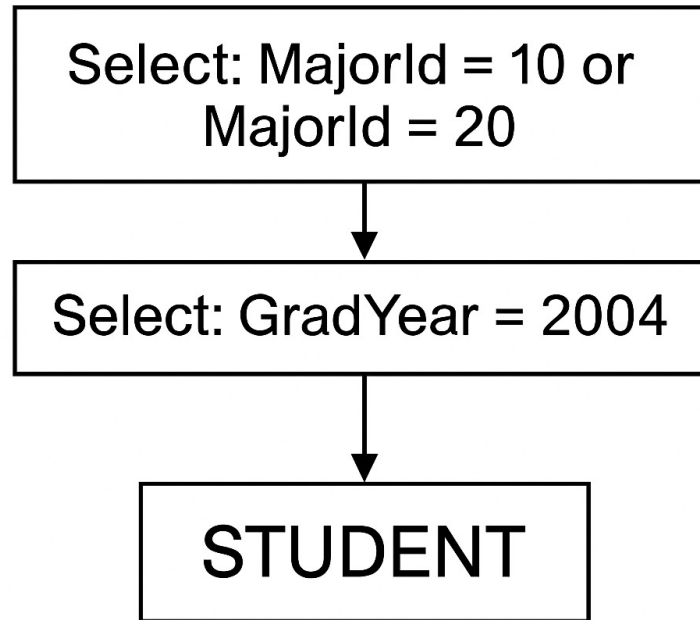 Select: MajorId = 10 or
MajorId = 20
Select: GradYear = 2004
STUDENT